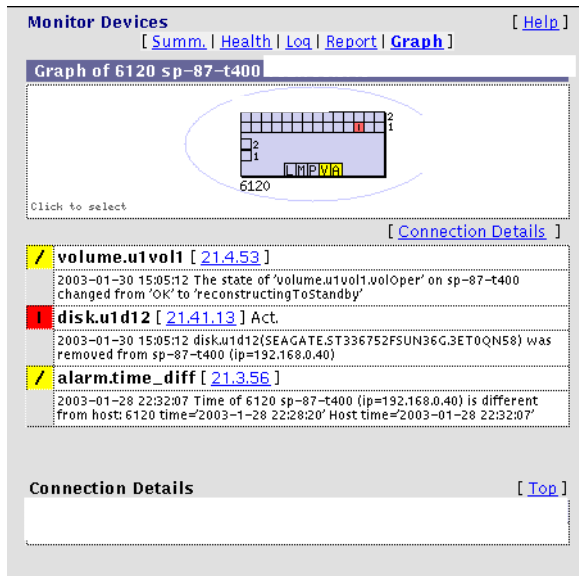 Monitor Devices [ Help ]
[ Summ. | Health | Log | Report | Graph ]
Graph of 6120 sp-87-t400
2
1
!
2
1
L M P V A
6120
Click to select
[ Connection Details ]
/ volume.u1vol1 [ 21.4.53 ]
2003-01-30 15:05:12 The state of 'volume.u1vol1.volOper' on sp-87-t400
changed from 'OK' to 'reconstructingToStandby'
! disk.u1d12 [ 21.41.13 ] Act.
2003-01-30 15:05:12 disk.u1d12(SEAGATE.ST336752FSUN36G.3ET0QN58) was
removed from sp-87-t400 (ip=192.168.0.40)
/ alarm.time_diff [ 21.3.56 ]
2003-01-28 22:32:07 Time of 6120 sp-87-t400 (ip=192.168.0.40) is different
from host: 6120 time='2003-1-28 22:28:20' Host time='2003-01-28 22:32:07'
Connection Details [ Top ]